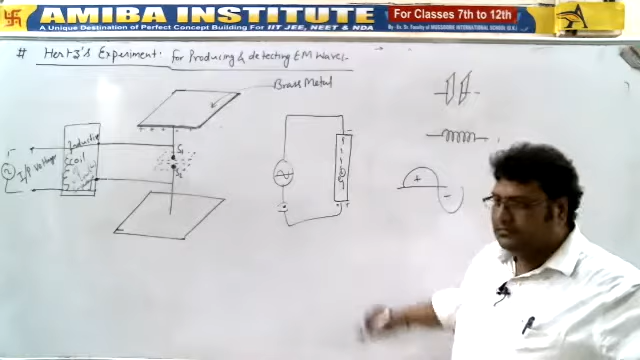 AMIBA INSTITUTE
For Classes 7th to 12th
A Unique Destination of Perfect Concept Building For IIT JEE, NEET & NDA
# Hertz's Experiment: for Producing & detecting EM Waves
Brass Metal
Induction
coil
I/P Voltage
S1
S2
+ + + +
+
-